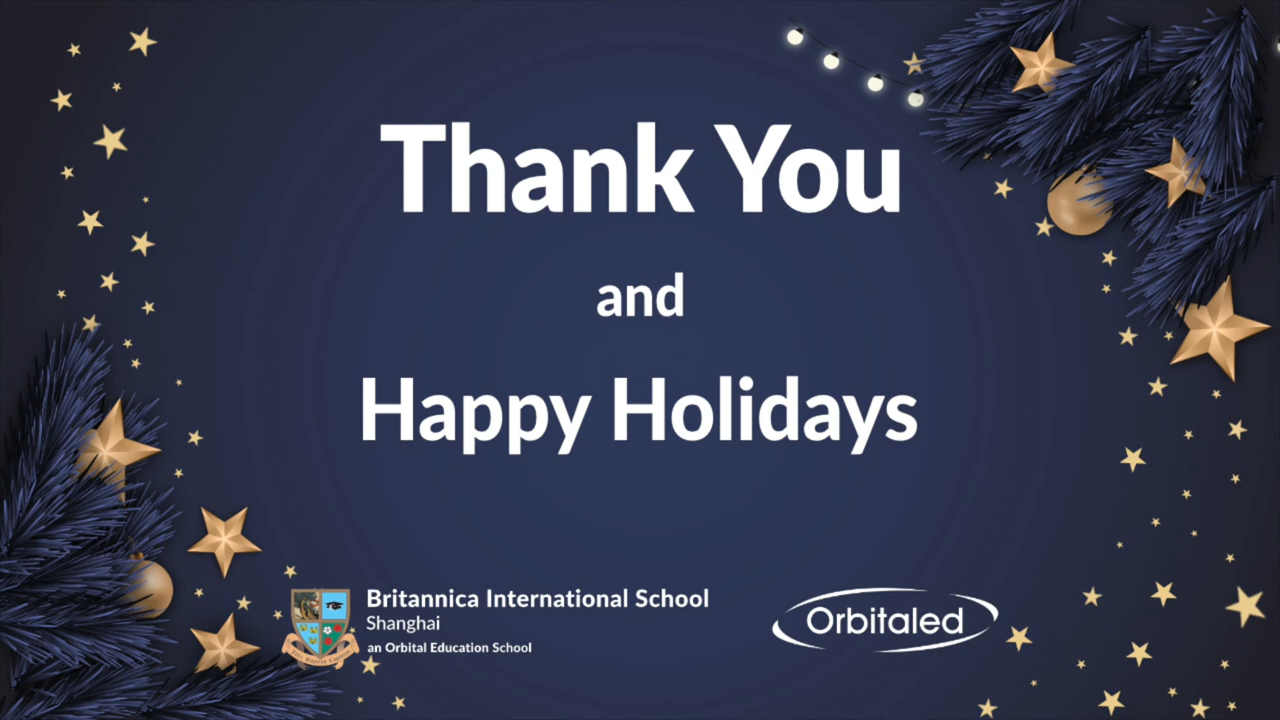 Thank You
and
Happy Holidays
Britannica International School
Shanghai
an Orbital Education School
Orbitaled